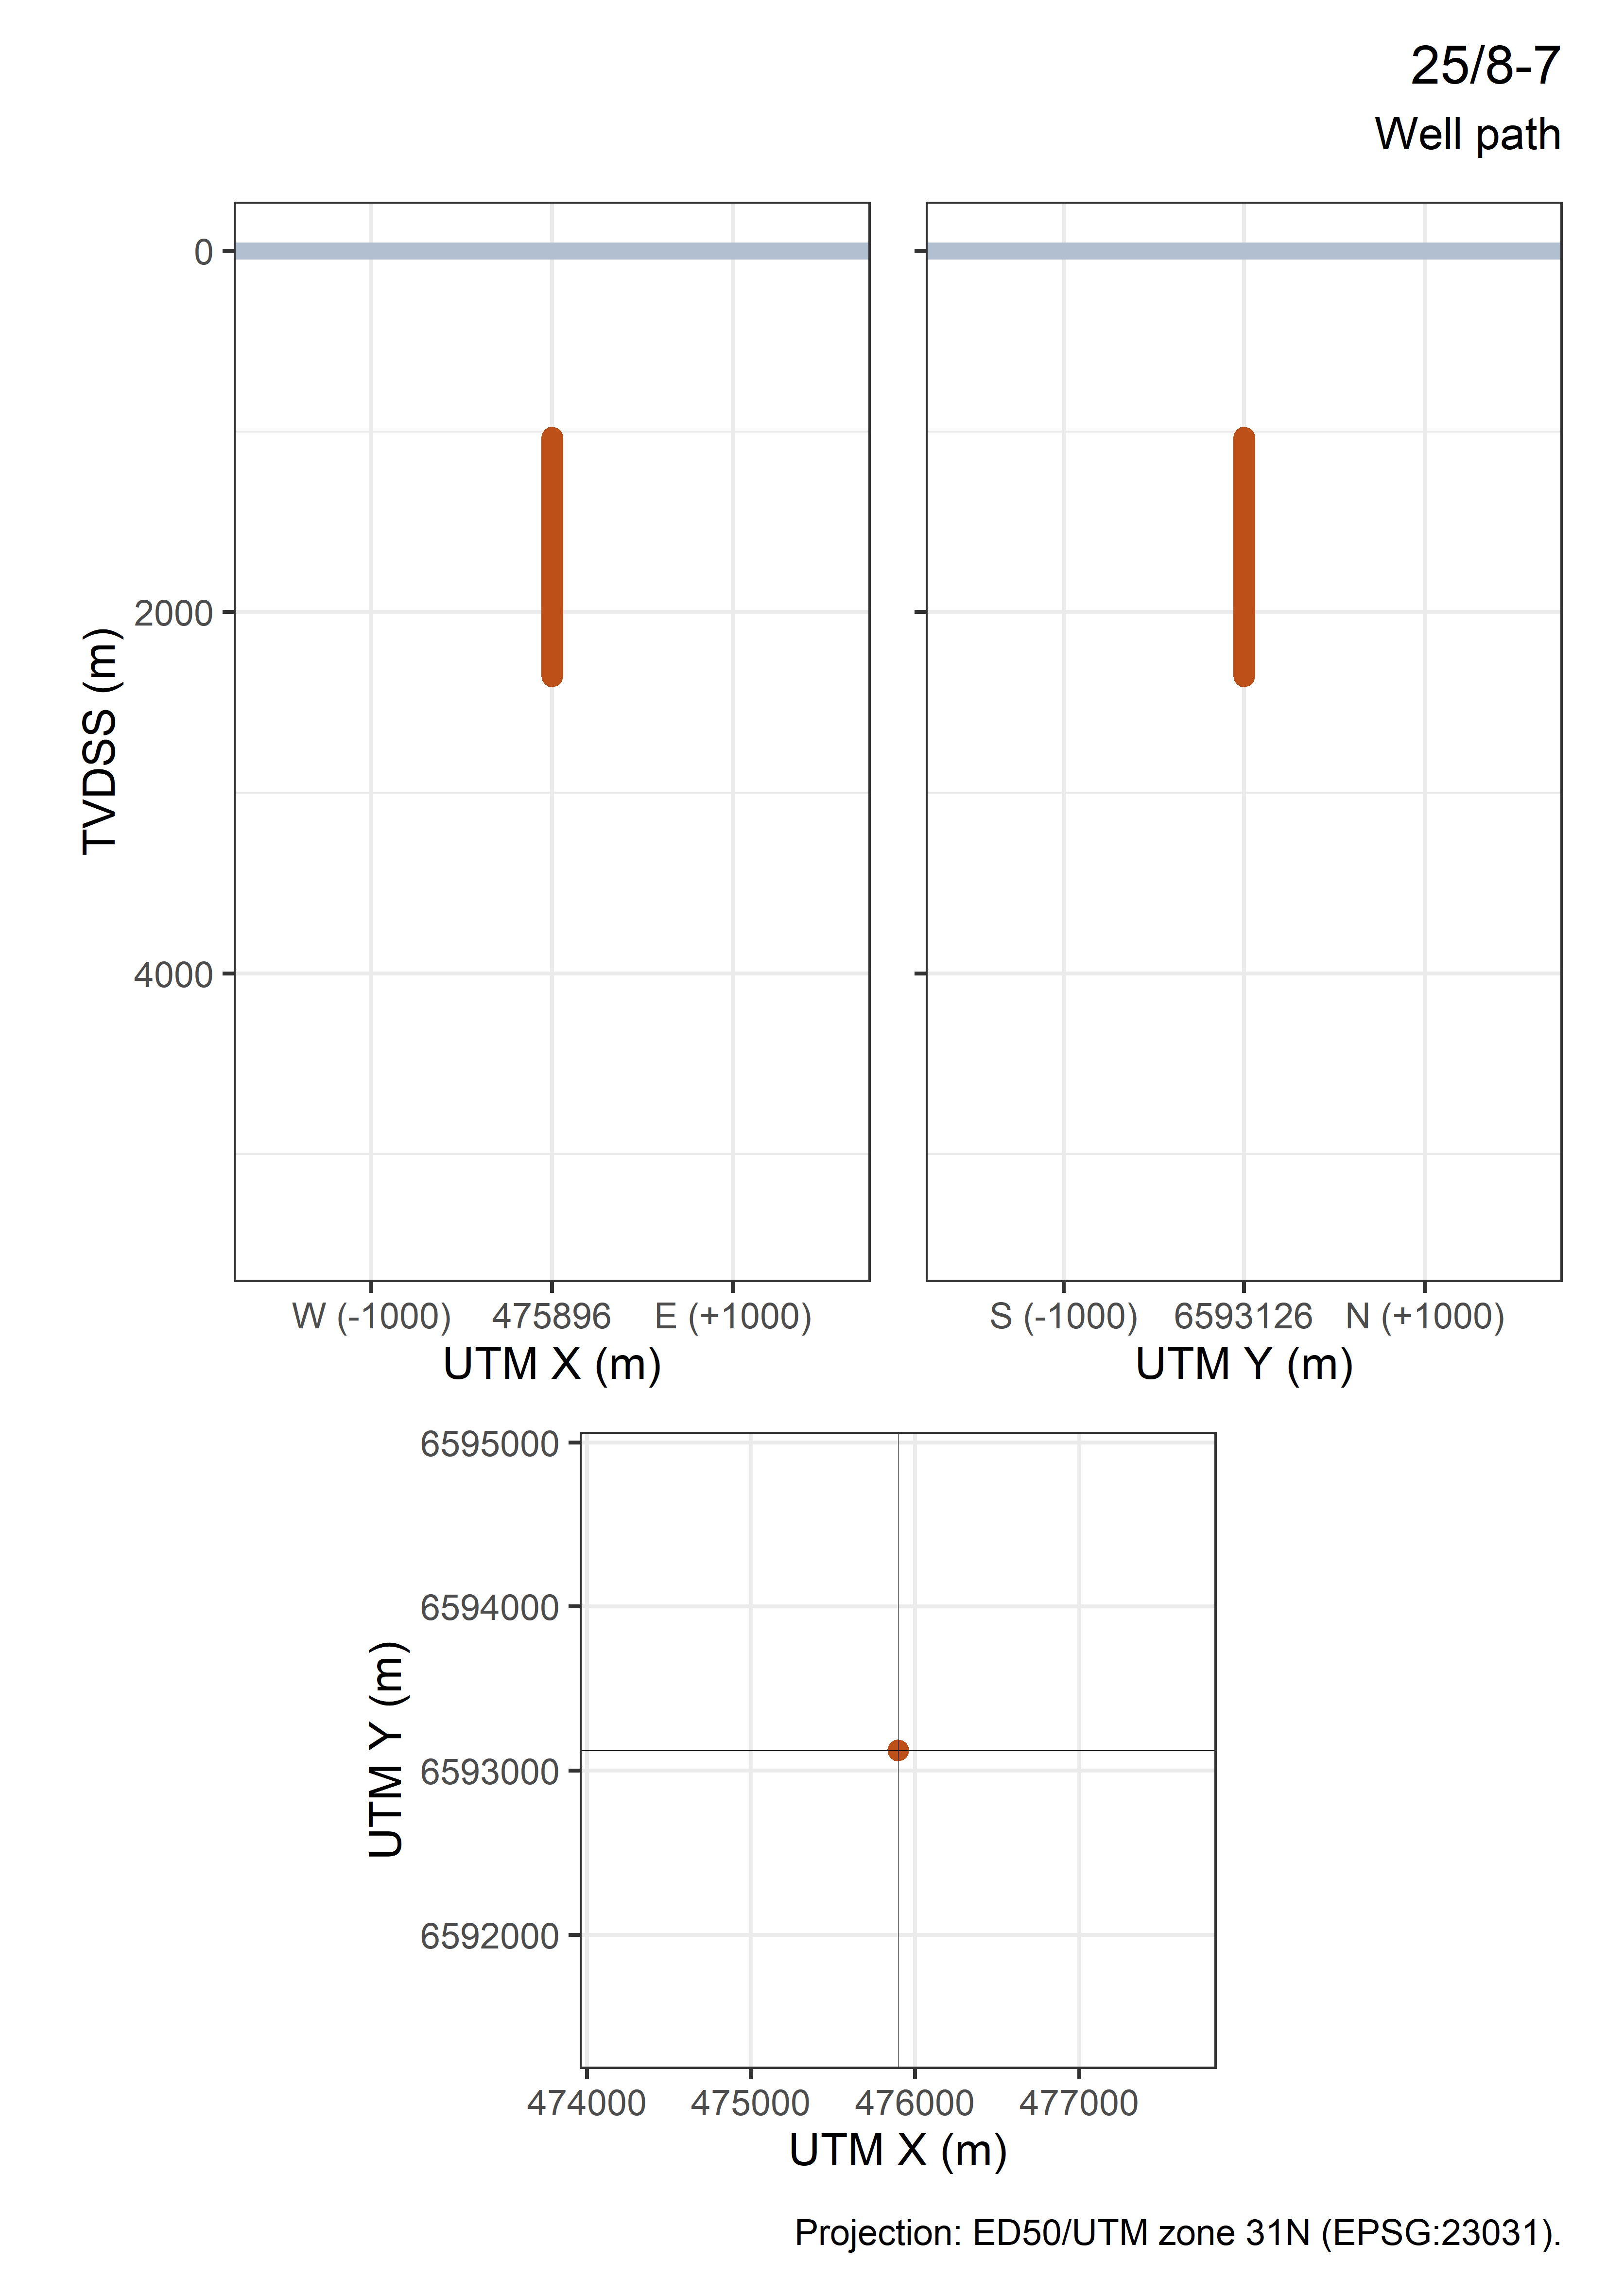 25/8-7
Well path
TVDSS (m)
0
2000
4000
W (-1000) 475896 E (+1000)
UTM X (m)
S (-1000) 6593126 N (+1000)
UTM Y (m)
UTM Y (m)
6595000
6594000
6593000
6592000
474000 475000 476000 477000
UTM X (m)
Projection: ED50/UTM zone 31N (EPSG:23031).